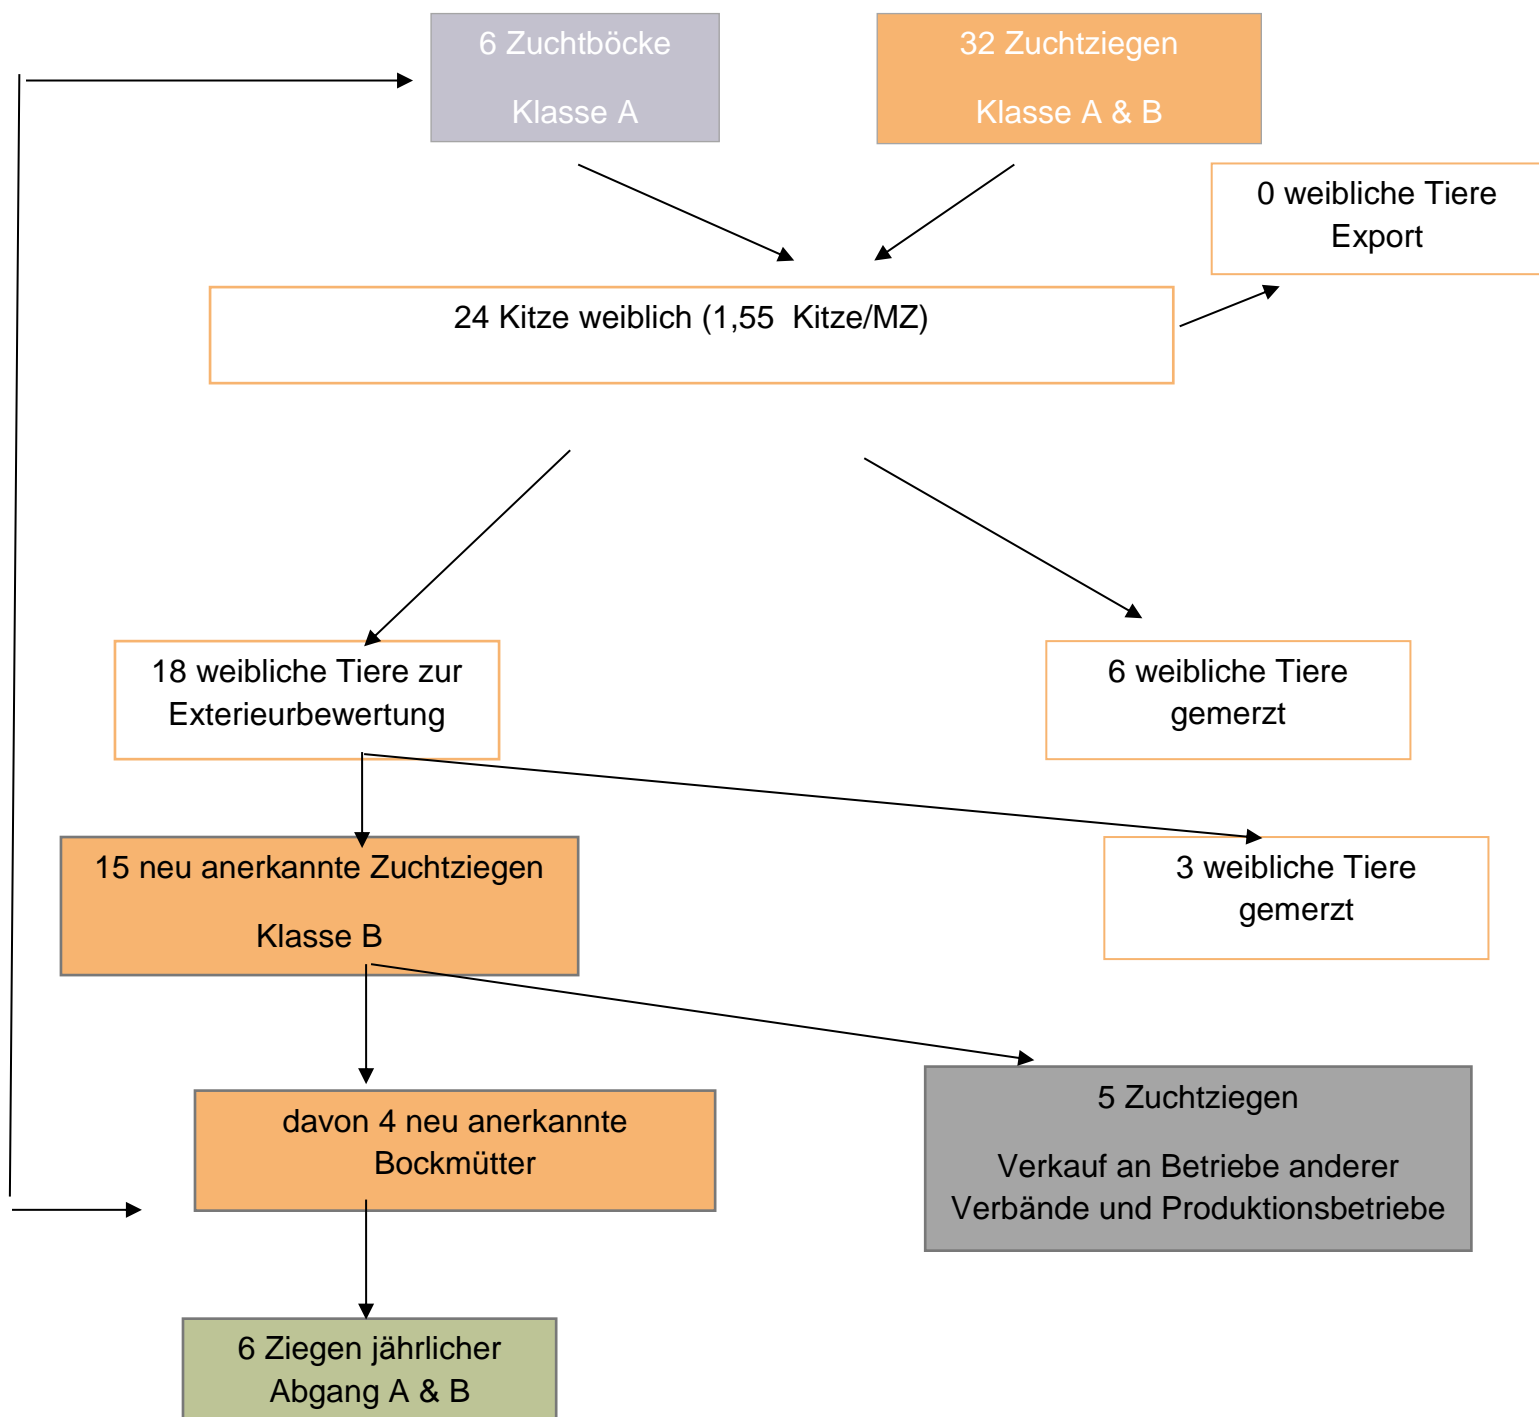 6 Zuchtböcke
Klasse A
32 Zuchtziegen
Klasse A & B
0 weibliche Tiere
Export
24 Kitze weiblich (1,55  Kitze/MZ)
18 weibliche Tiere zur
Exterieurbewertung
6 weibliche Tiere
gemerzt
15 neu anerkannte Zuchtziegen
Klasse B
3 weibliche Tiere
gemerzt
davon 4 neu anerkannte
Bockmütter
5 Zuchtziegen
Verkauf an Betriebe anderer
Verbände und Produktionsbetriebe
6 Ziegen jährlicher
Abgang A & B